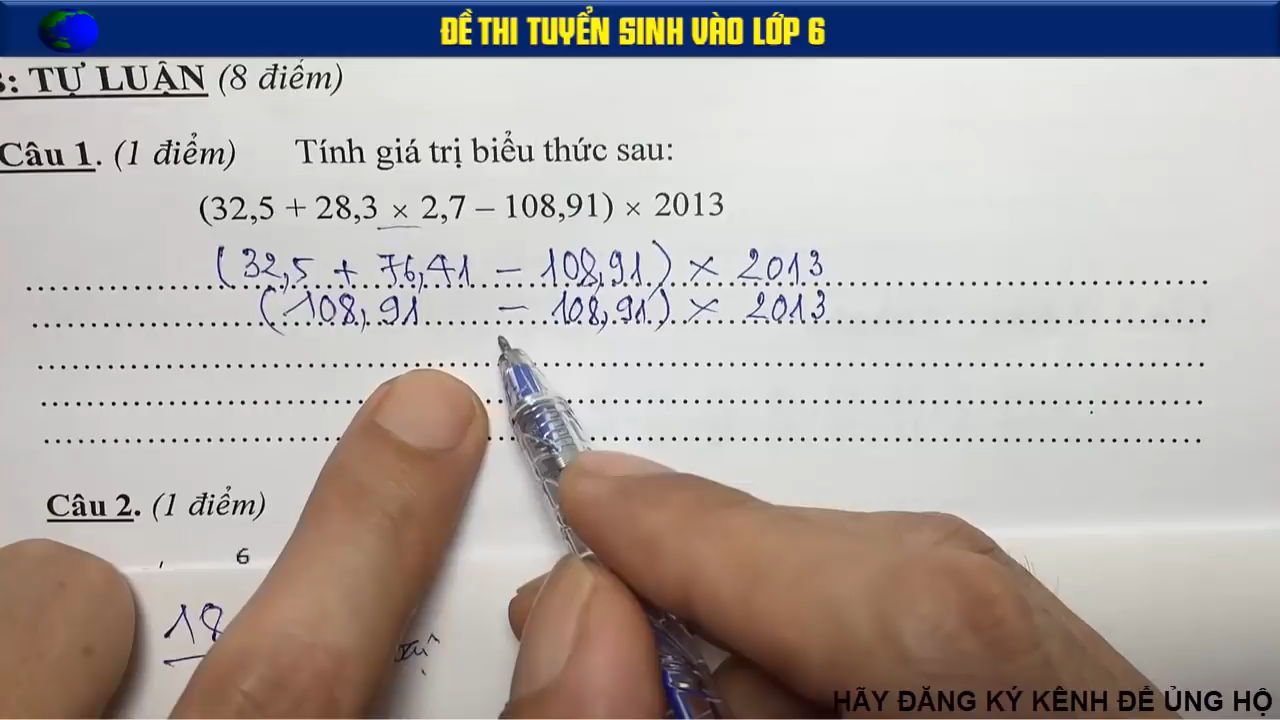 ĐỀ THI TUYỂN SINH VÀO LỚP 6
: TỰ LUẬN (8 điểm)
Câu 1. (1 điểm) Tính giá trị biểu thức sau:
(32,5 + 28,3 × 2,7 – 108,91) × 2013
(32,5 + 76,41 – 108,91) × 2013
(108,91 – 108,91) × 2013
Câu 2. (1 điểm)
6
18
HÃY ĐĂNG KÝ KÊNH ĐỂ ỦNG HỘ